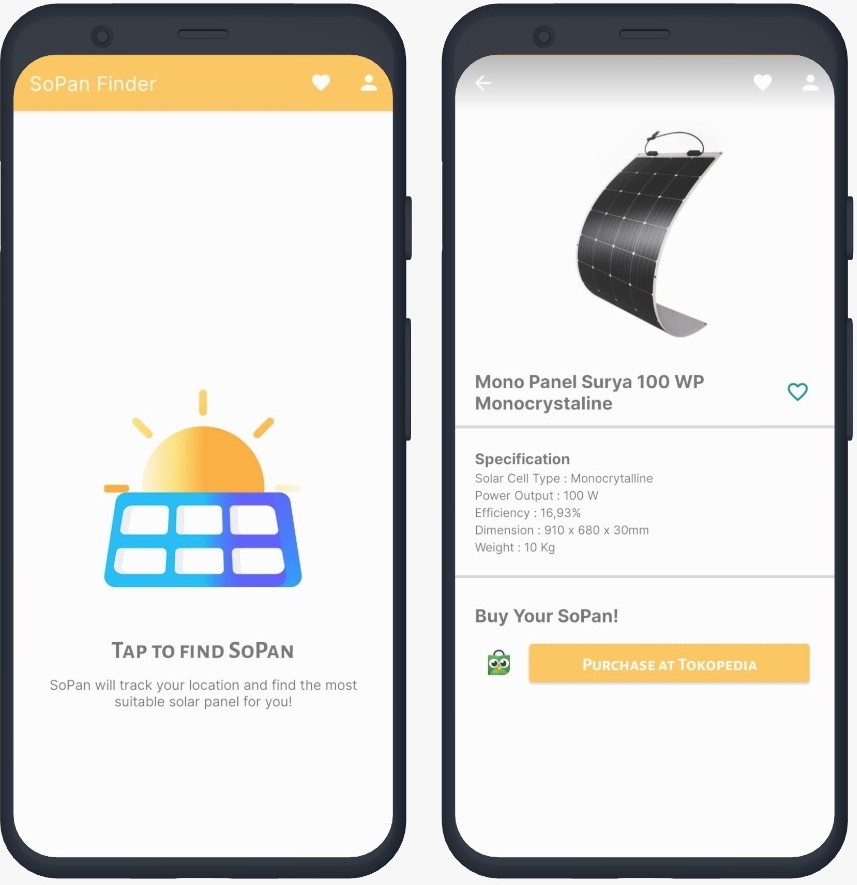 SoPan Finder
Tap to find SoPan
SoPan will track your location and find the most
suitable solar panel for you!
Mono Panel Surya 100 WP
Monocrystaline
Specification
Solar Cell Type : Monocrytalline
Power Output : 100 W
Efficiency : 16,93%
Dimension : 910 x 680 x 30mm
Weight : 10 Kg
Buy Your SoPan!
Purchase at Tokopedia